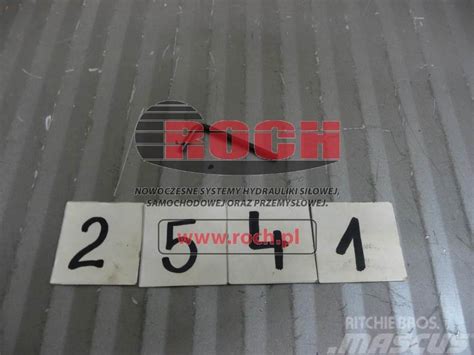 ROCH
NOWOCZESNE SYSTEMY HYDRAULIKI SIŁOWEJ,
SAMOCHODOWEJ ORAZ PRZEMYSŁOWEJ.
www.roch.pl
2 5 4 1
RITCHIE BROS.
MASCUS